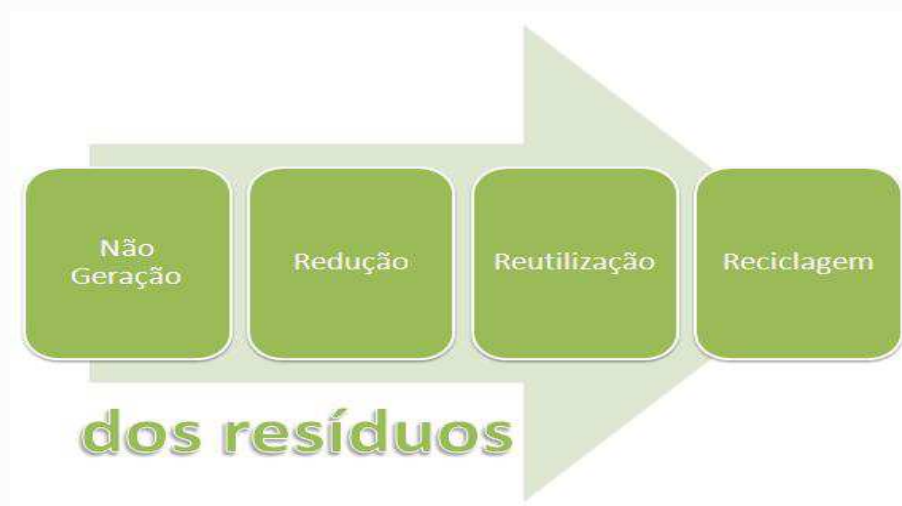 Não
Geração
Redução
Reutilização
Reciclagem
dos resíduos